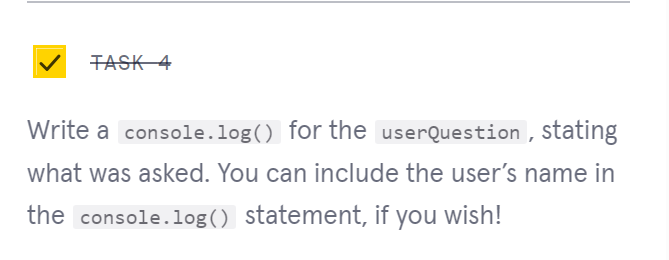 TASK 4
Write a console.log() for the userQuestion, stating
what was asked. You can include the user’s name in
the console.log() statement, if you wish!